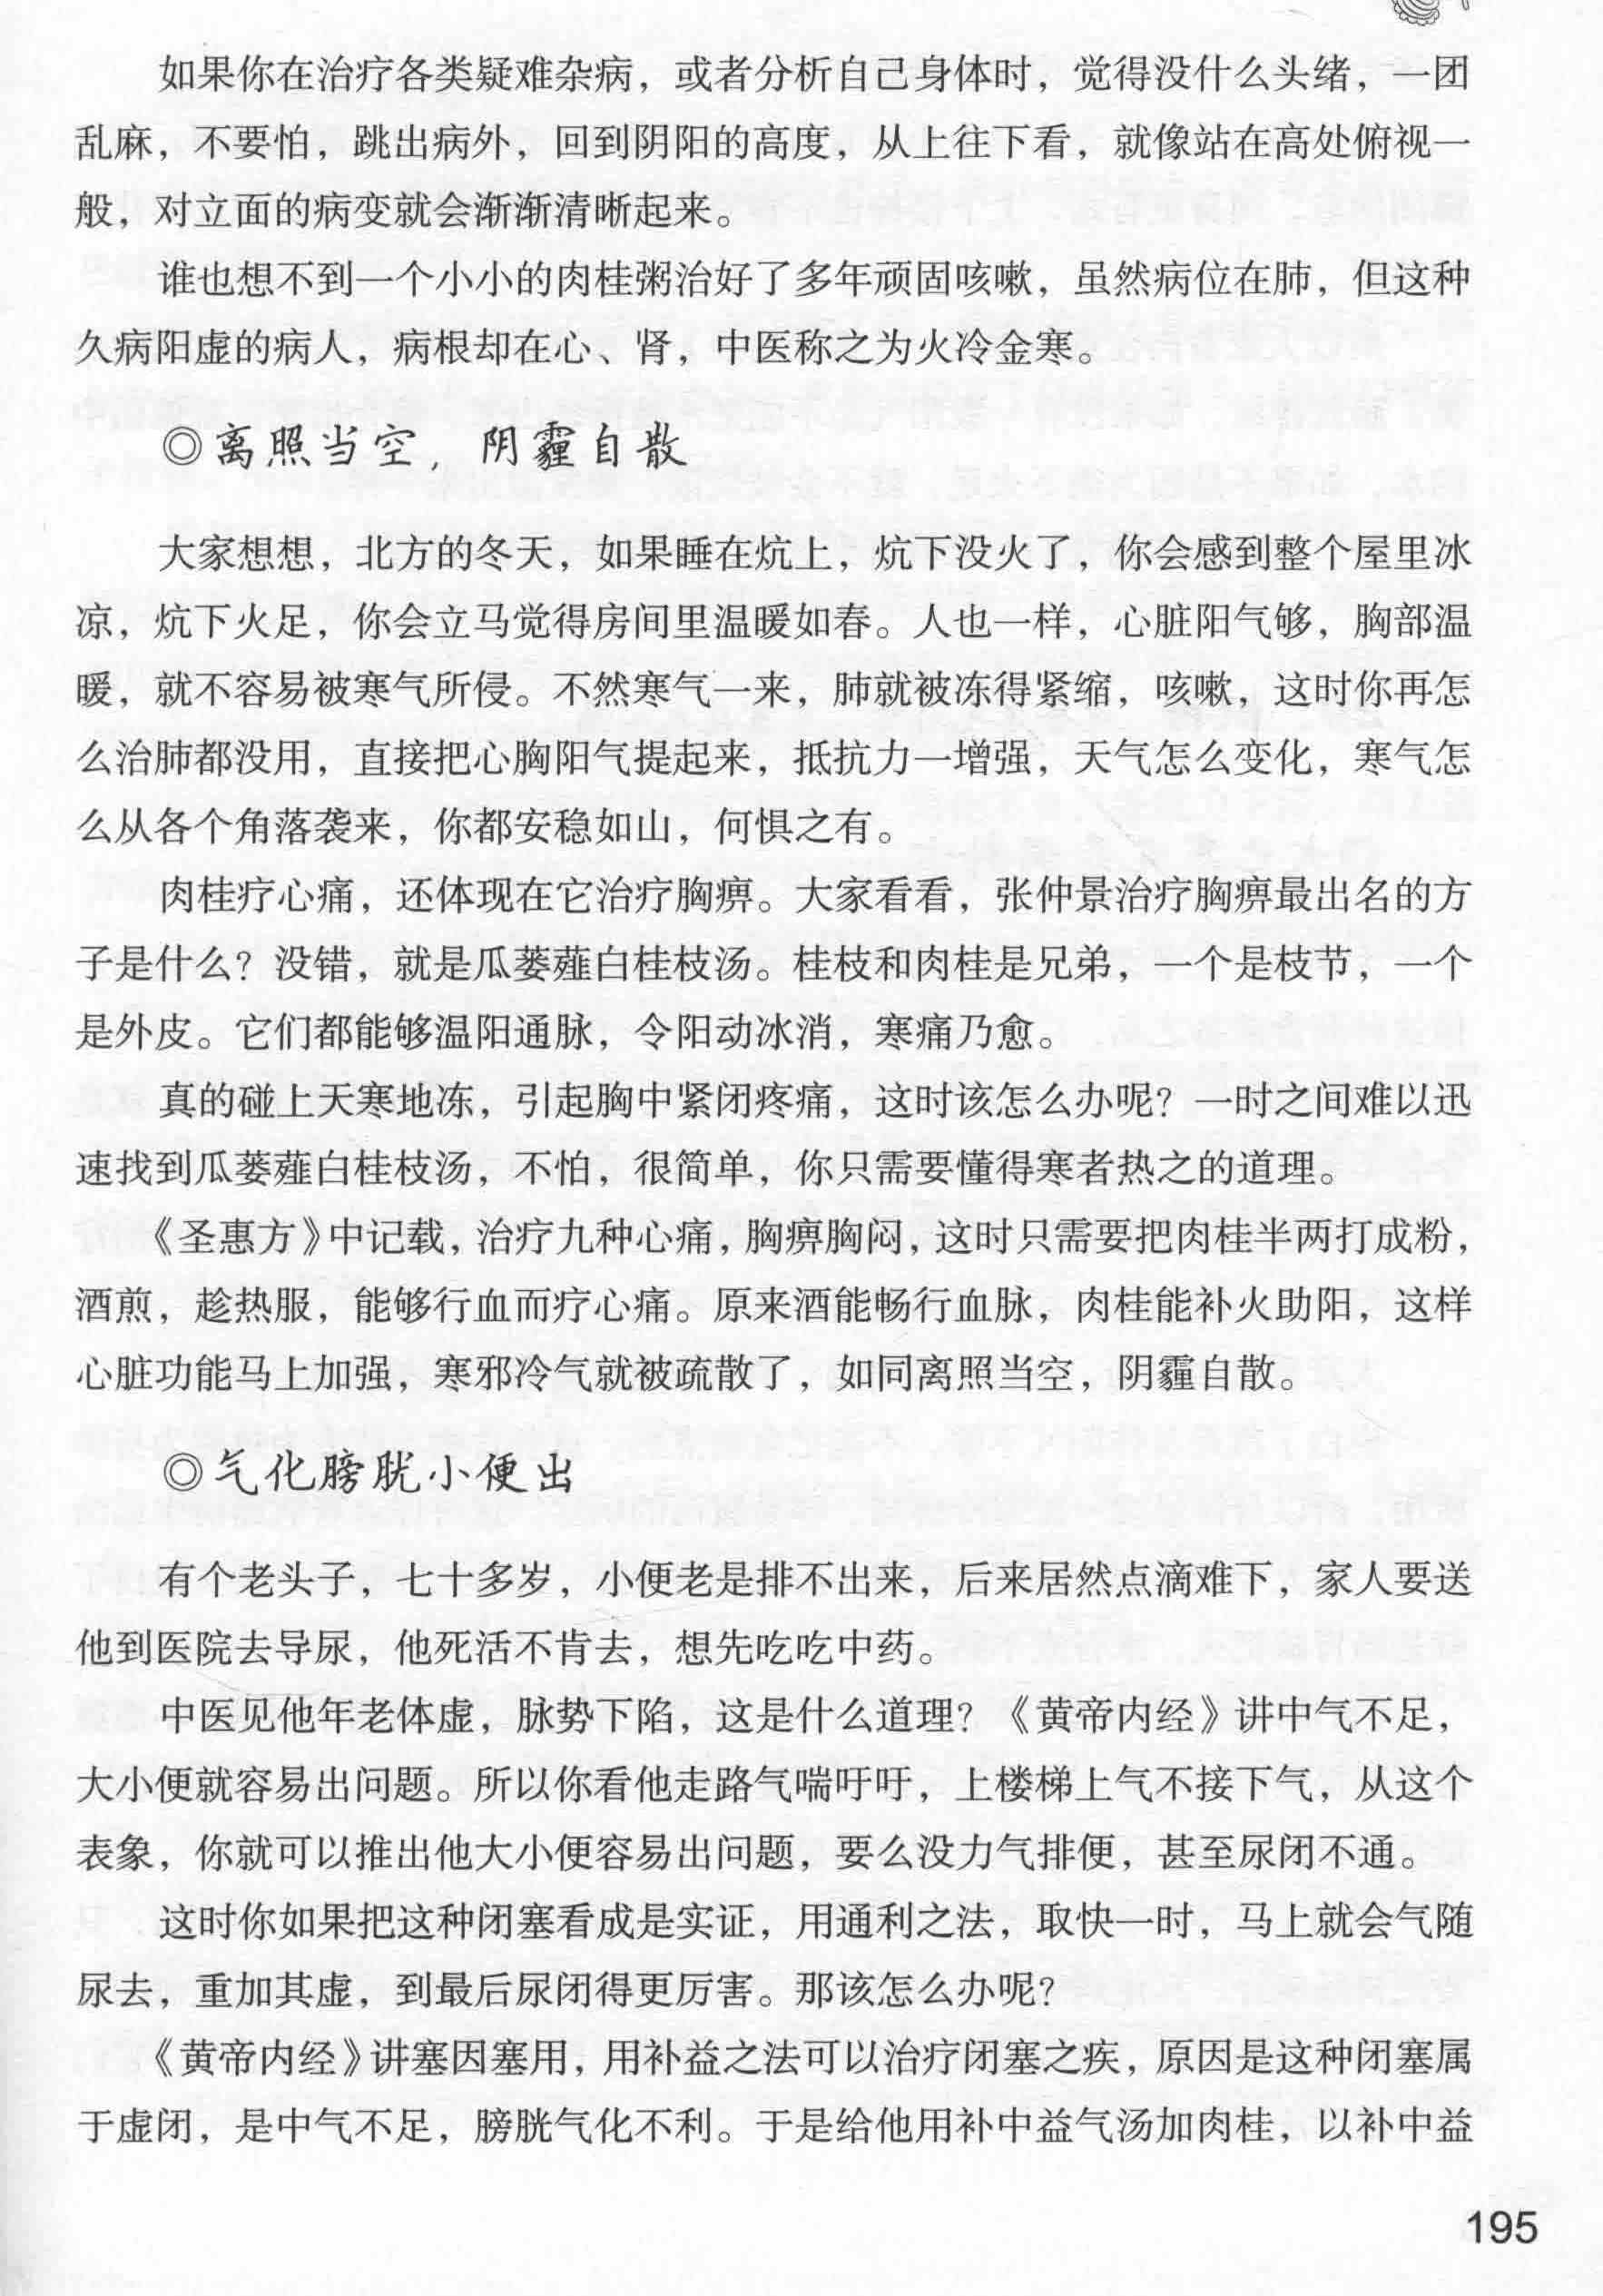 如果你在治疗各类疑难杂病，或者分析自己身体时，觉得没什么头绪，一团
乱麻，不要怕，跳出病外，回到阴阳的高度，从上往下看，就像站在高处俯视一
般，对立面的病变就会渐渐清晰起来。
谁也想不到一个小小的肉桂粥治好了多年顽固咳嗽，虽然病位在肺，但这种
久病阳虚的病人，病根却在心、肾，中医称之为火冷金寒。
◎离照当空，阴霾自散
大家想想，北方的冬天，如果睡在炕上，炕下没火了，你会感到整个屋里冰
凉，炕下火足，你会立马觉得房间里温暖如春。人也一样，心脏阳气够，胸部温
暖，就不容易被寒气所侵。不然寒气一来，肺就被冻得紧缩，咳嗽，这时你再怎
么治肺都没用，直接把心胸阳气提起来，抵抗力一增强，天气怎么变化，寒气怎
么从各个角落袭来，你都安稳如山，何惧之有。
肉桂疗心痛，还体现在它治疗胸痹。大家看看，张仲景治疗胸痹最出名的方
子是什么？没错，就是瓜蒌薤白桂枝汤。桂枝和肉桂是兄弟，一个是枝节，一个
是外皮。它们都能够温阳通脉，令阳动冰消，寒痛乃愈。
真的碰上天寒地冻，引起胸中紧闭疼痛，这时该怎么办呢？一时之间难以迅
速找到瓜蒌薤白桂枝汤，不怕，很简单，你只需要懂得寒者热之的道理。
《圣惠方》中记载，治疗九种心痛，胸痹胸闷，这时只需要把肉桂半两打成粉，
酒煎，趁热服，能够行血而疗心痛。原来酒能畅行血脉，肉桂能补火助阳，这样
心脏功能马上加强，寒邪冷气就被疏散了，如同离照当空，阴霾自散。
◎气化膀胱小便出
有个老头子，七十多岁，小便老是排不出来，后来居然点滴难下，家人要送
他到医院去导尿，他死活不肯去，想先吃吃中药。
中医见他年老体虚，脉势下陷，这是什么道理？《黄帝内经》讲中气不足，
大小便就容易出问题。所以你看他走路气喘吁吁，上楼梯上气不接下气，从这个
表象，你就可以推出他大小便容易出问题，要么没力气排便，甚至尿闭不通。
这时你如果把这种闭塞看成是实证，用通利之法，取快一时，马上就会气随
尿去，重加其虚，到最后尿闭得更厉害。那该怎么办呢？
《黄帝内经》讲塞因塞用，用补益之法可以治疗闭塞之疾，原因是这种闭塞属
于虚闭，是中气不足，膀胱气化不利。于是给他用补中益气汤加肉桂，以补中益
195